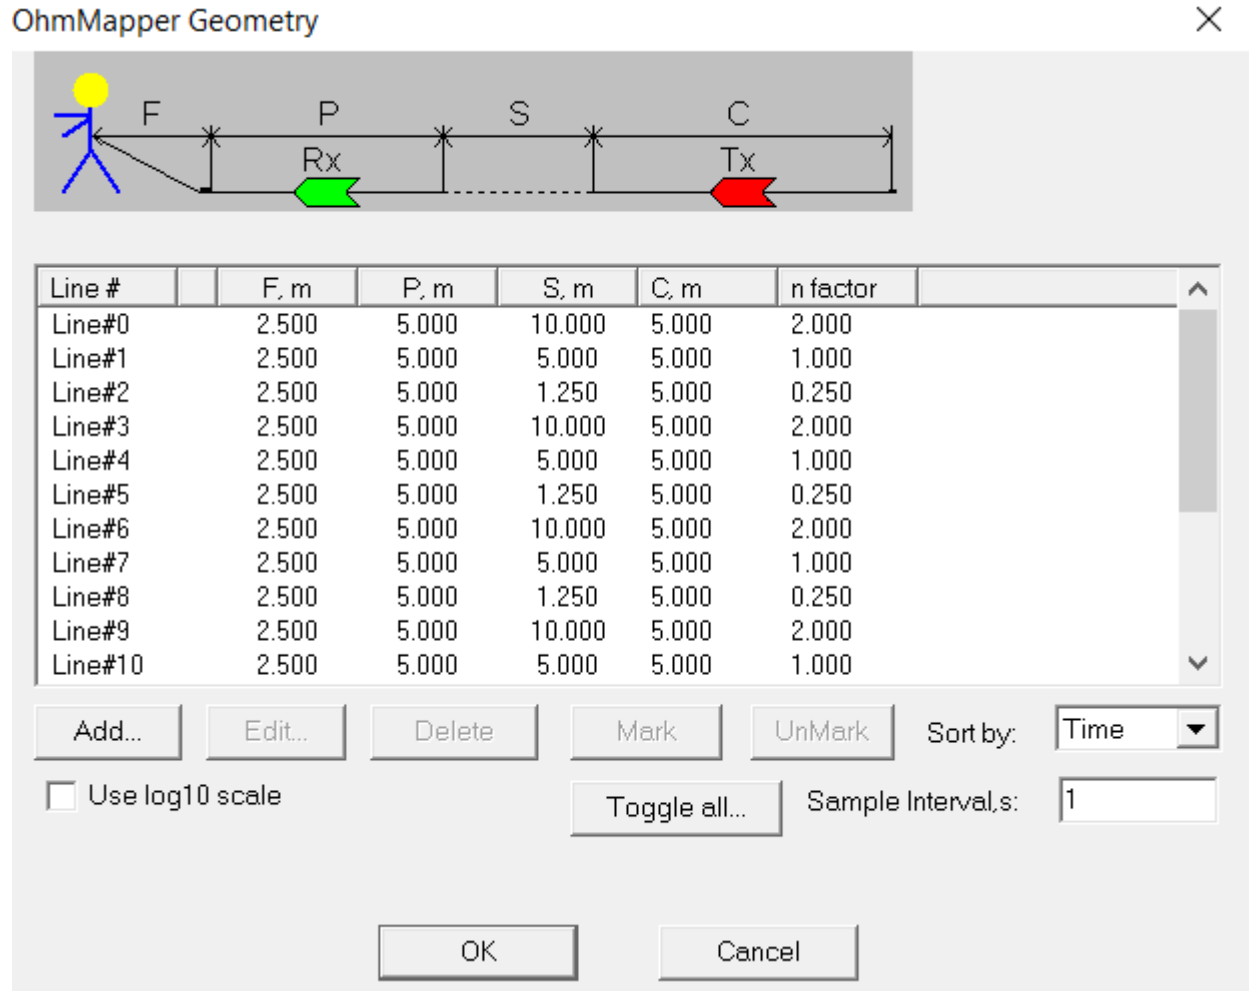 OhmMapper Geometry
F P S C
Rx Tx
Line # F, m P, m S, m C, m n factor
Line#0 2.500 5.000 10.000 5.000 2.000
Line#1 2.500 5.000 5.000 5.000 1.000
Line#2 2.500 5.000 1.250 5.000 0.250
Line#3 2.500 5.000 10.000 5.000 2.000
Line#4 2.500 5.000 5.000 5.000 1.000
Line#5 2.500 5.000 1.250 5.000 0.250
Line#6 2.500 5.000 10.000 5.000 2.000
Line#7 2.500 5.000 5.000 5.000 1.000
Line#8 2.500 5.000 1.250 5.000 0.250
Line#9 2.500 5.000 10.000 5.000 2.000
Line#10 2.500 5.000 5.000 5.000 1.000
Add... Edit... Delete Mark UnMark Sort by: Time
Use log10 scale Toggle all... Sample Interval,s: 1
OK Cancel